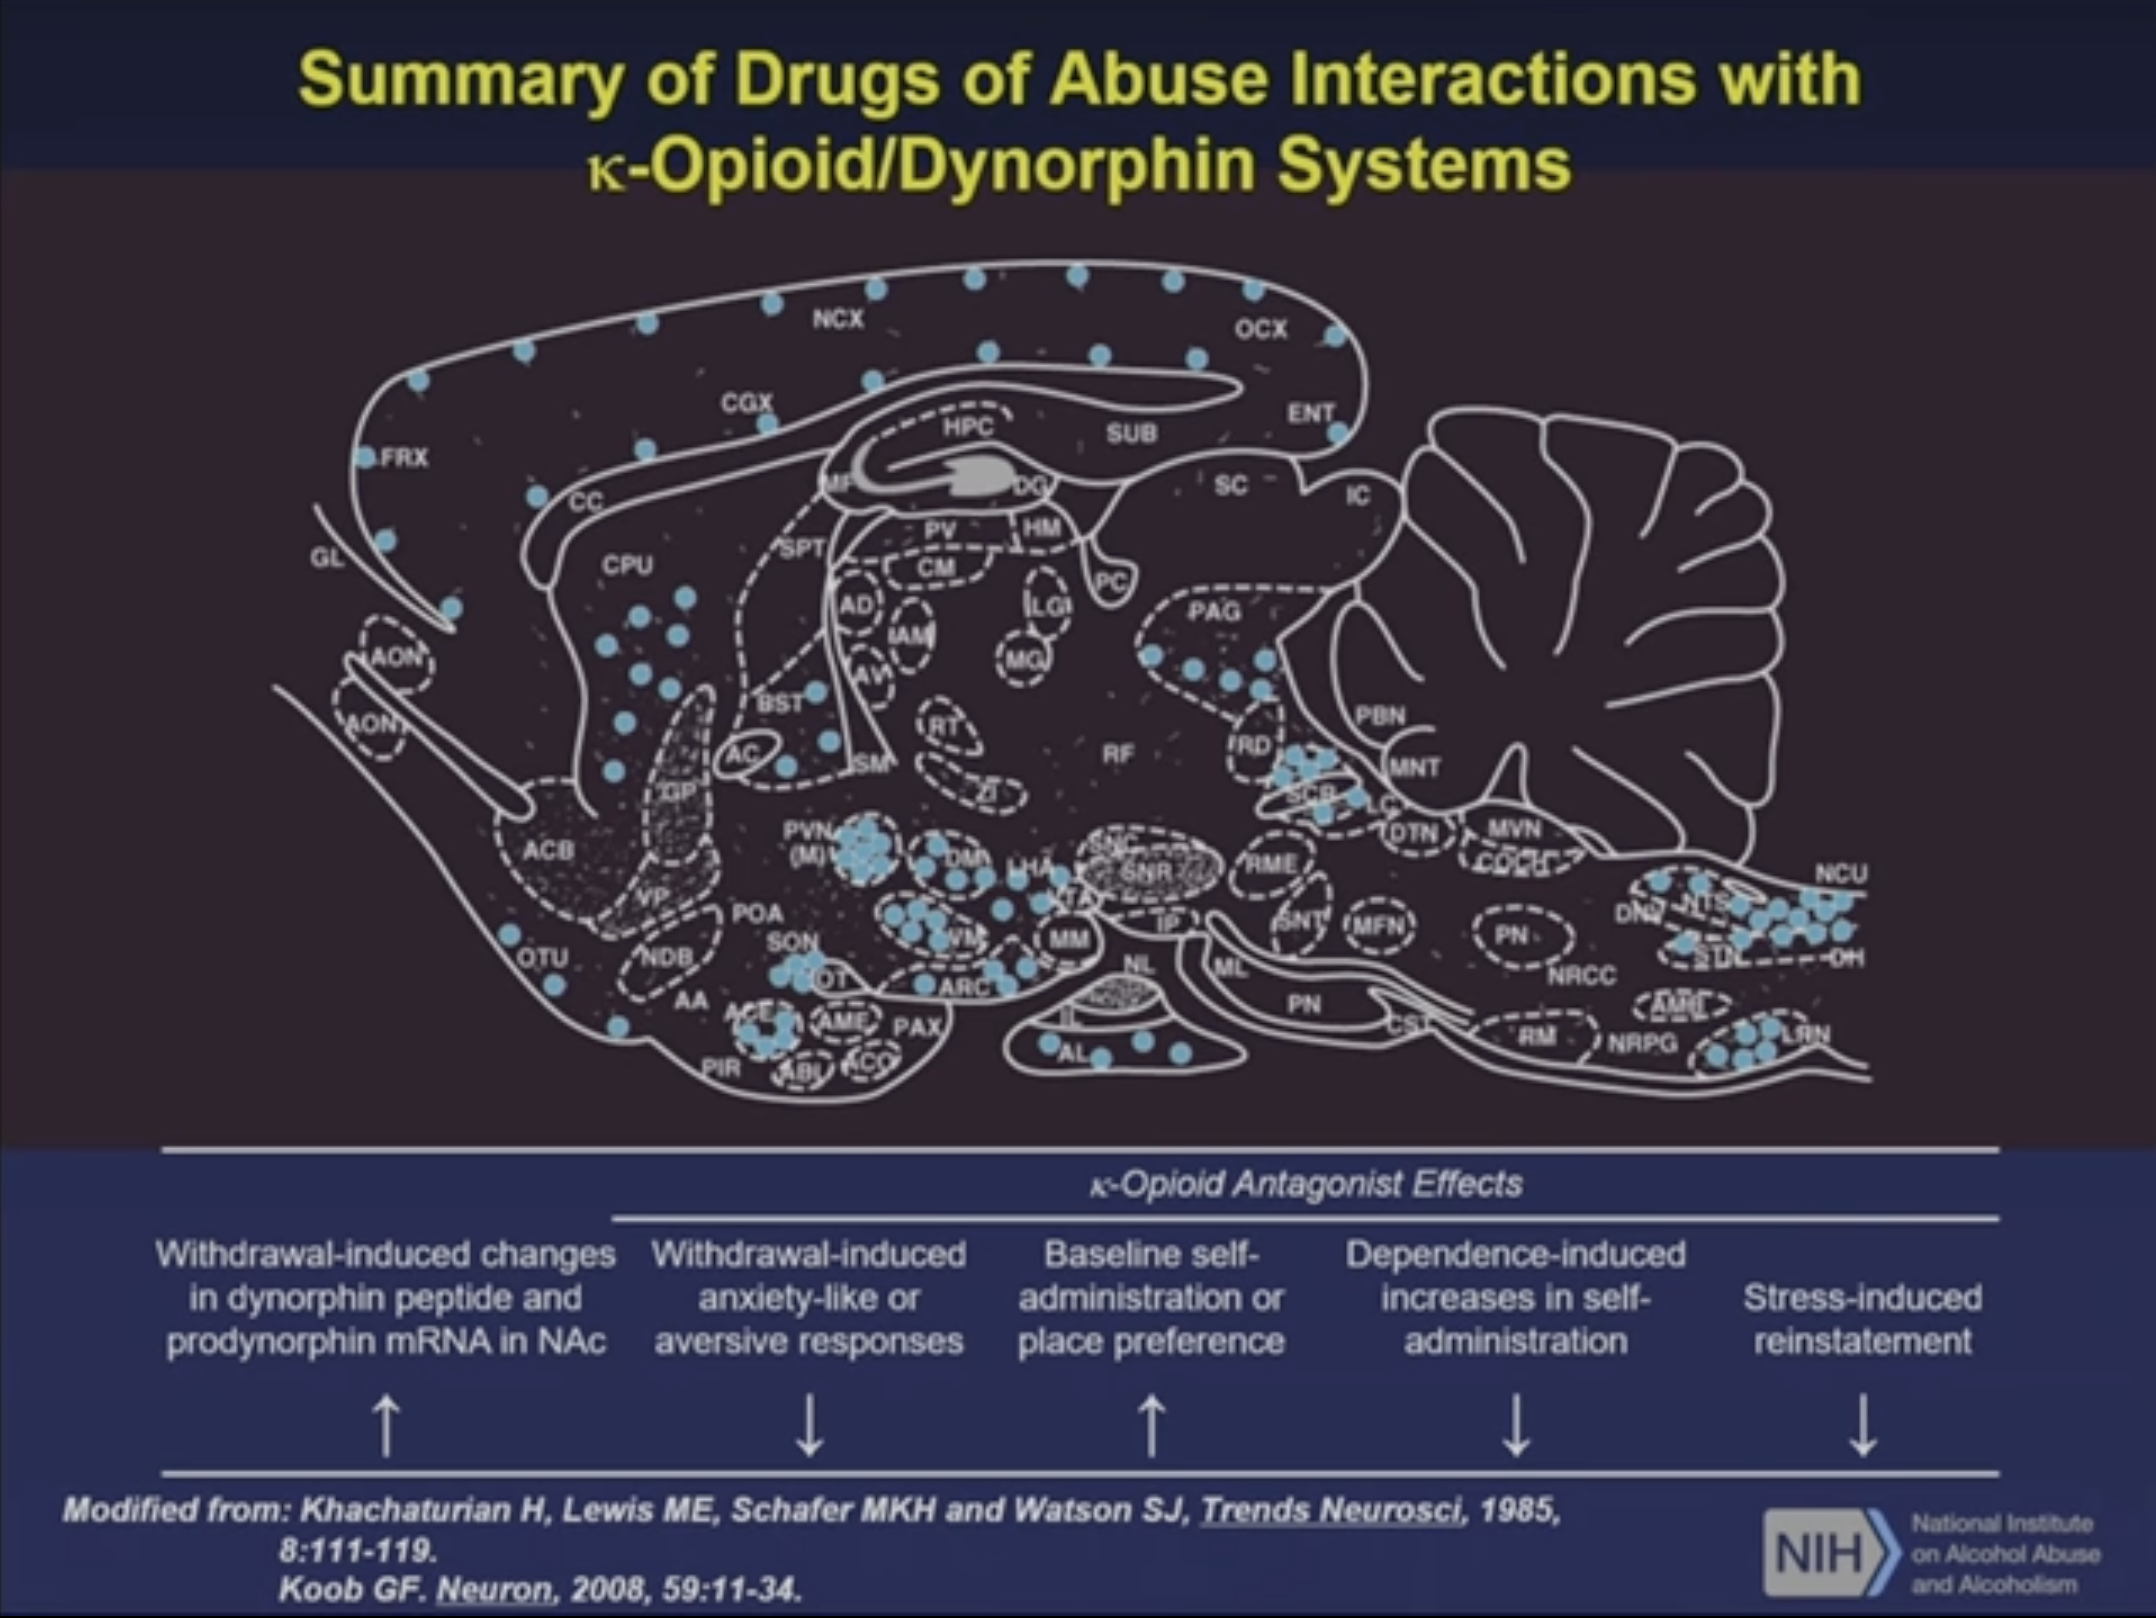 Summary of Drugs of Abuse Interactions with
κ-Opioid/Dynorphin Systems
NCX
OCX
CGX
ENT
HPC
SUB
FRX
CC
MF
DG
SC
IC
GL
CPU
SPT
PV
HM
CM
PC
AD
LG
PAG
AM
AON
MG
AV
BST
AON
RT
PBN
AC
RF
RD
SM
MNT
GP
ZI
SCP
LC
PVN
(M)
DTN
MVN
COCH
ACB
DM
LHA
SNC
SNR
RME
NCU
VP
VTA
NTS
POA
IP
SNT
MFN
DNV
SON
VM
MM
PN
OTU
NDB
STN
DH
OT
NL
ML
ARC
NRCC
AA
PN
AMB
ACE
AME
PAX
IL
CST
RM
NRPG
LRN
PIR
ABL
ACO
AL
κ-Opioid Antagonist Effects
Withdrawal-induced changes
in dynorphin peptide and
prodynorphin mRNA in NAc
↑
Withdrawal-induced
anxiety-like or
aversive responses
↓
Baseline self-
administration or
place preference
↑
Dependence-induced
increases in self-
administration
↓
Stress-induced
reinstatement
↓
Modified from: Khachaturian H, Lewis ME, Schafer MKH and Watson SJ, Trends Neurosci, 1985,
8:111-119.
Koob GF. Neuron, 2008, 59:11-34.
NIH
National Institute
on Alcohol Abuse
and Alcoholism